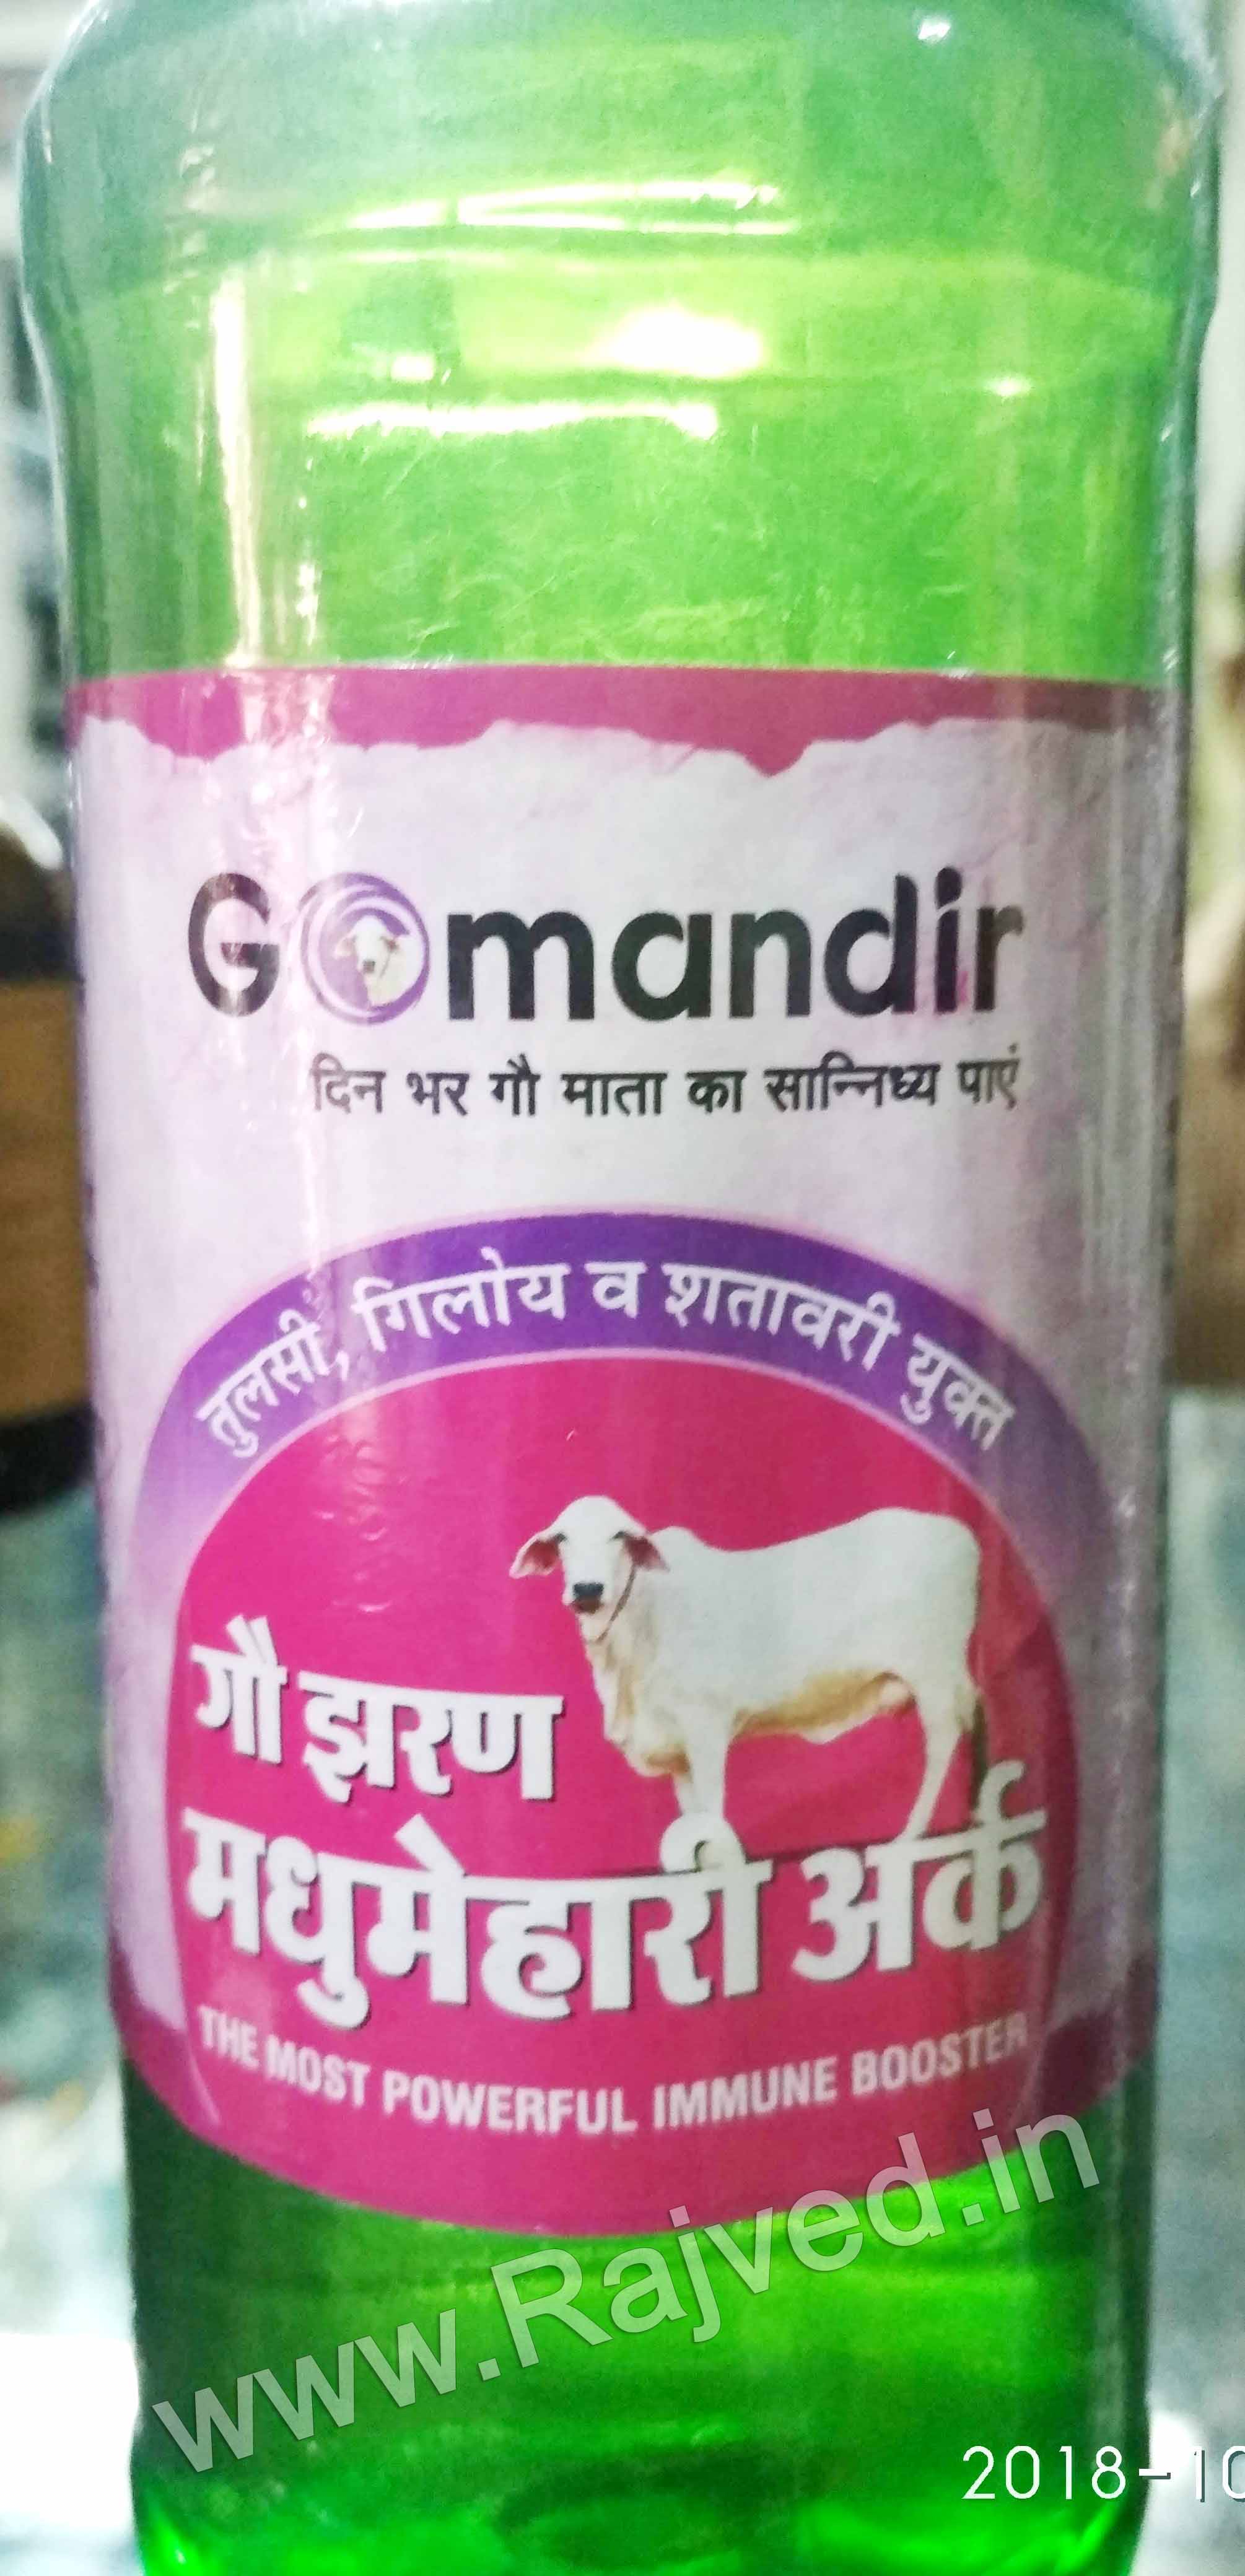 Gomandir
दिन भर गौ माता का सान्निध्य पाएं
तुलसी, गिलोय व शतावरी युक्त
गौ झरण
मधुमेहारी अर्क
THE MOST POWERFUL IMMUNE BOOSTER
www.Rajved.in
2018-10